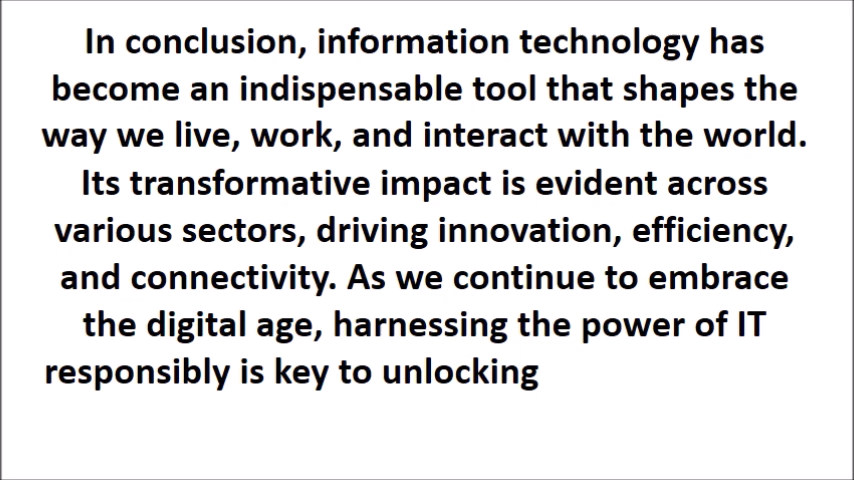 In conclusion, information technology has
become an indispensable tool that shapes the
way we live, work, and interact with the world.
Its transformative impact is evident across
various sectors, driving innovation, efficiency,
and connectivity. As we continue to embrace
the digital age, harnessing the power of IT
responsibly is key to unlocking